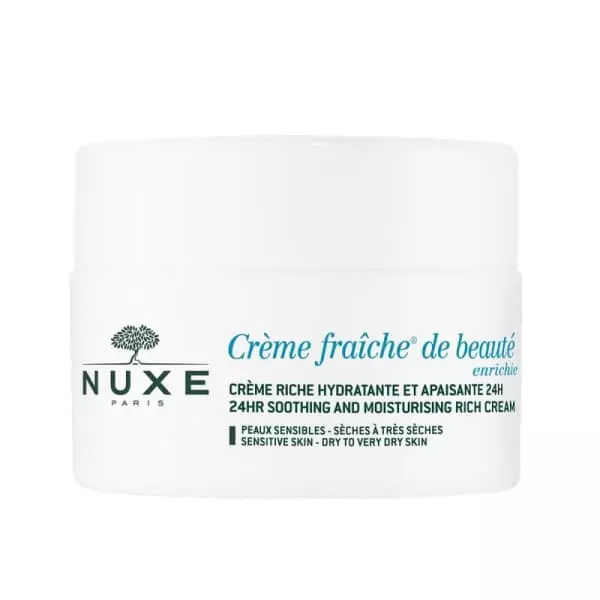 NUXE
PARIS
Crème fraîche® de beauté
enrichie
CRÈME RICHE HYDRATANTE ET APAISANTE 24H
24HR SOOTHING AND MOISTURISING RICH CREAM
PEAUX SENSIBLES - SÈCHES À TRÈS SÈCHES
SENSITIVE SKIN - DRY TO VERY DRY SKIN